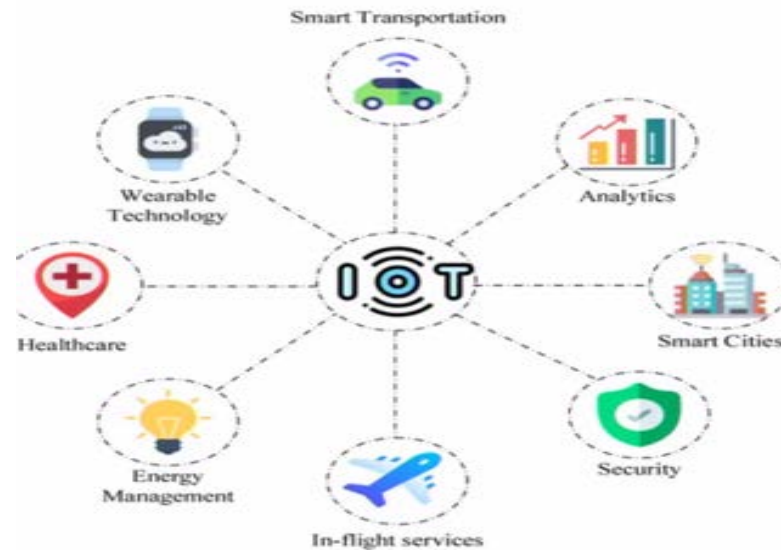 Smart Transportation
Wearable
Technology
Analytics
IOT
Healthcare
Smart Cities
Energy
Management
Security
In-flight services